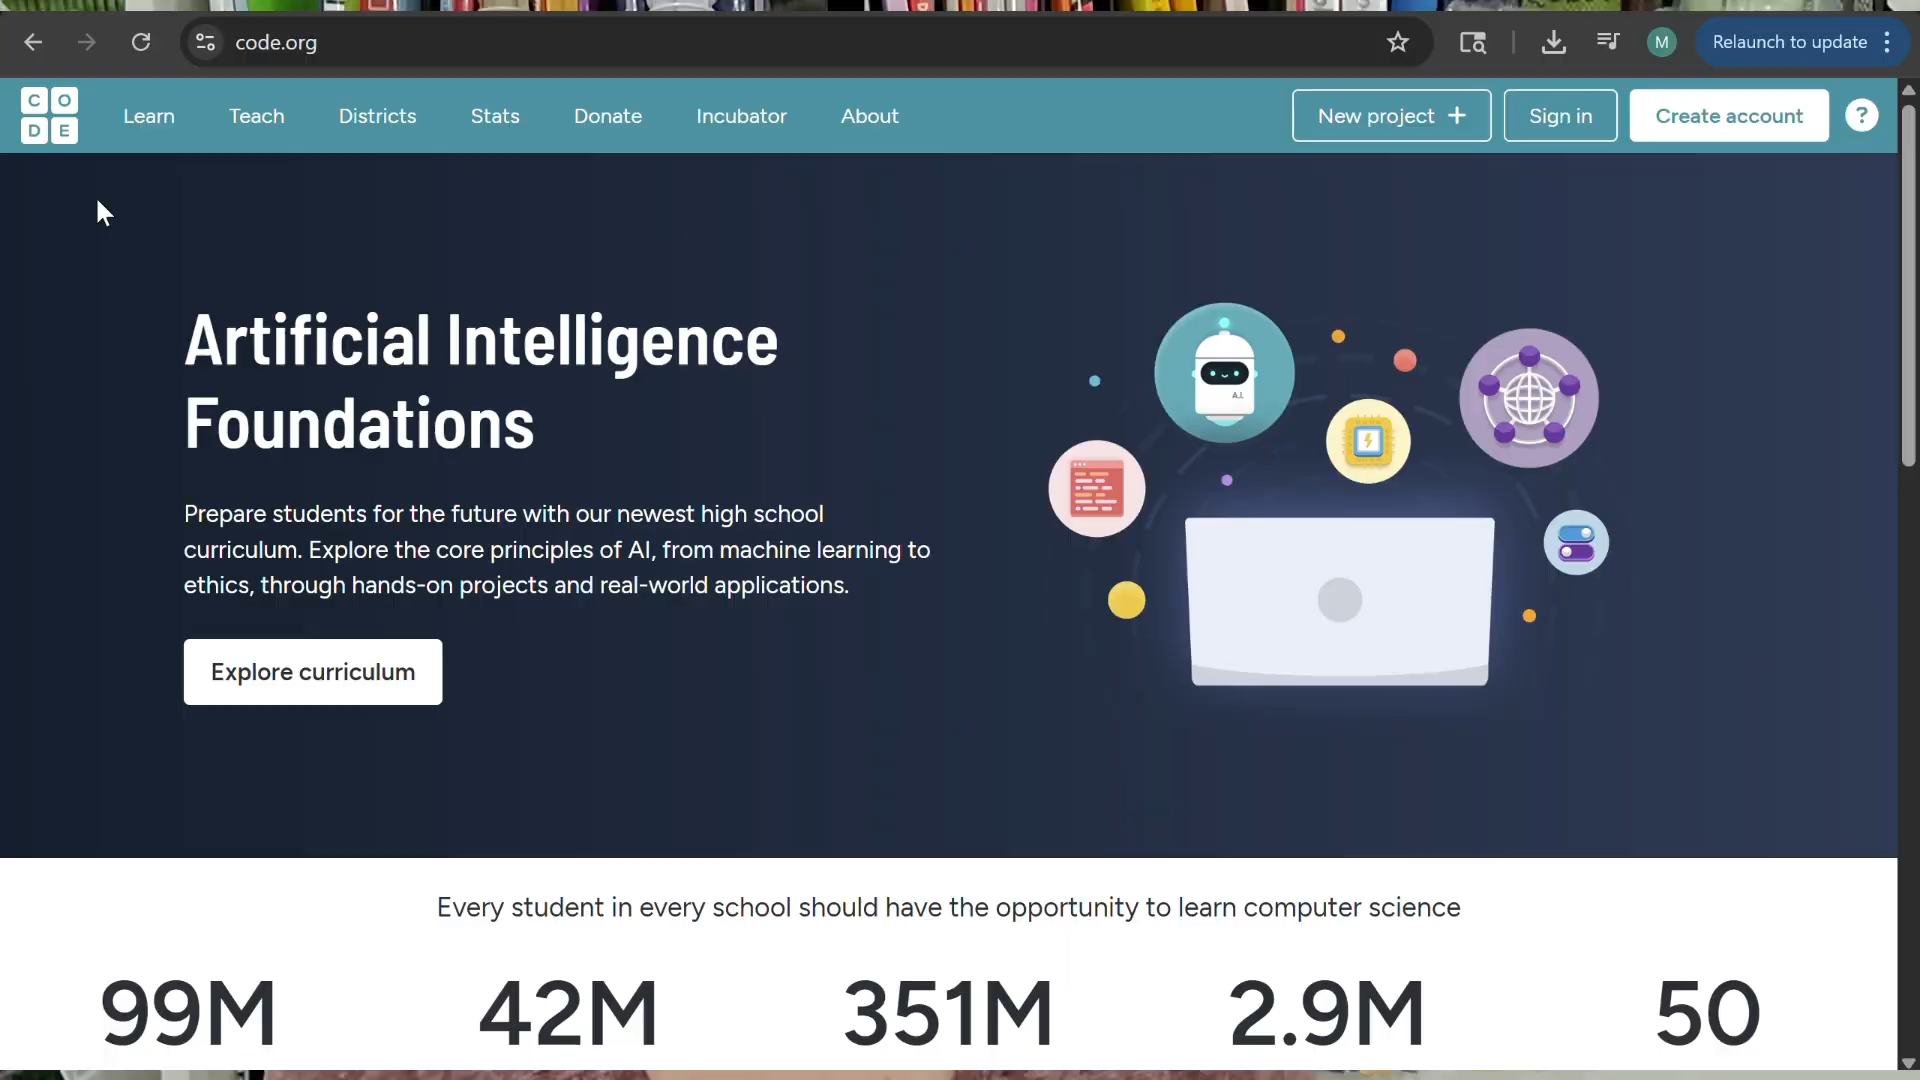 code.org
M
Relaunch to update
C O
D E
Learn
Teach
Districts
Stats
Donate
Incubator
About
New project +
Sign in
Create account
?
Artificial Intelligence
Foundations
Prepare students for the future with our newest high school
curriculum. Explore the core principles of AI, from machine learning to
ethics, through hands-on projects and real-world applications.
Explore curriculum
A.I.
Every student in every school should have the opportunity to learn computer science
99M
42M
351M
2.9M
50